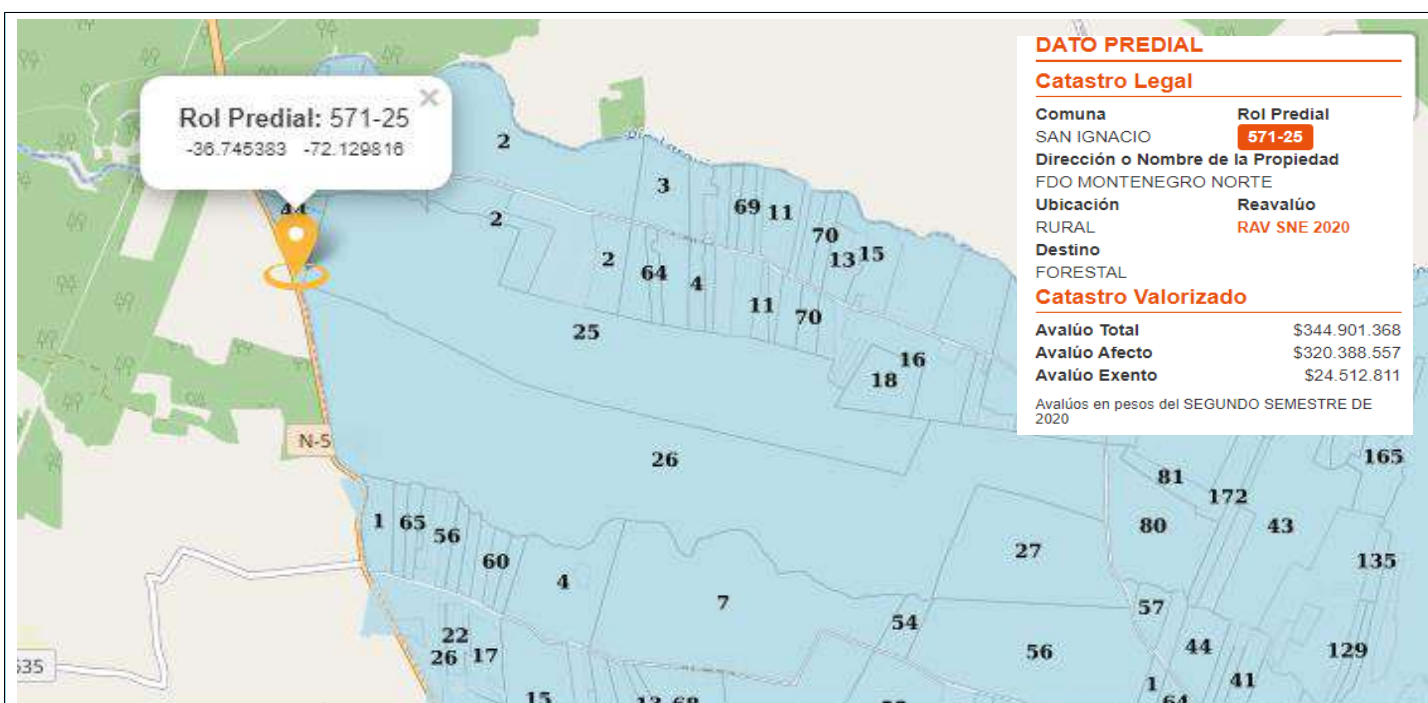 Rol Predial: 571-25
-36.745383 -72.129816
44
2
3
69 11
2
70
13 15
2
64
4
11
70
25
16
18
N-5
26
165
81
172
1
65
56
80
43
27
60
4
135
7
57
54
22
26 17
56
44
129
535
1
41
15
13 68
64
DATO PREDIAL
Catastro Legal
Comuna Rol Predial
SAN IGNACIO 571-25
Dirección o Nombre de la Propiedad
FDO MONTENEGRO NORTE
Ubicación Reavalúo
RURAL RAV SNE 2020
Destino
FORESTAL
Catastro Valorizado
Avalúo Total $344.901.368
Avalúo Afecto $320.388.557
Avalúo Exento $24.512.811
Avalúos en pesos del SEGUNDO SEMESTRE DE
2020